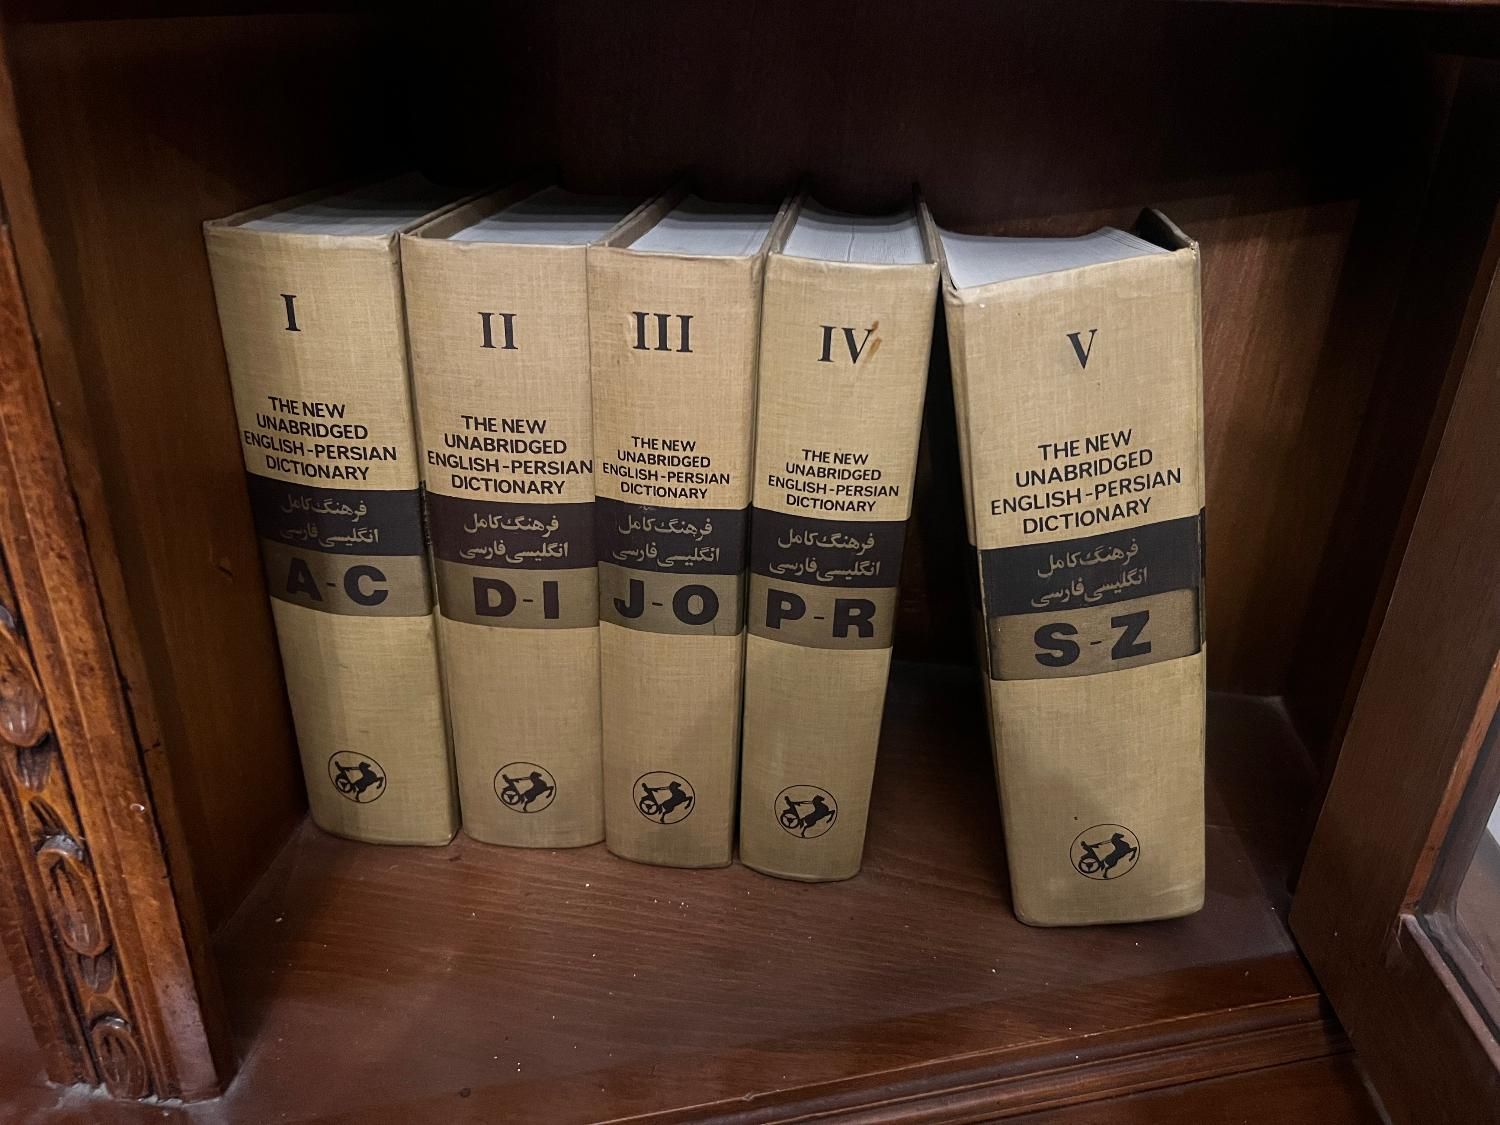 I
THE NEW
UNABRIDGED
ENGLISH-PERSIAN
DICTIONARY
فرهنگ کامل
انگلیسی فارسی
A-C
II
THE NEW
UNABRIDGED
ENGLISH-PERSIAN
DICTIONARY
فرهنگ کامل
انگلیسی فارسی
D-I
III
THE NEW
UNABRIDGED
ENGLISH-PERSIAN
DICTIONARY
فرهنگ کامل
انگلیسی فارسی
J-O
IV
THE NEW
UNABRIDGED
ENGLISH-PERSIAN
DICTIONARY
فرهنگ کامل
انگلیسی فارسی
P-R
V
THE NEW
UNABRIDGED
ENGLISH-PERSIAN
DICTIONARY
فرهنگ کامل
انگلیسی فارسی
S-Z